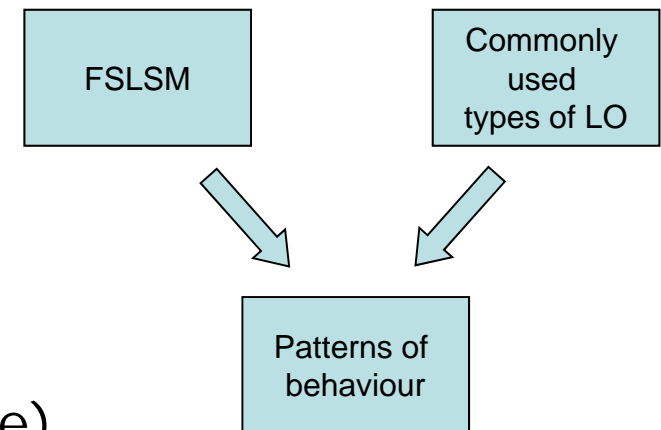 FSLSM
Commonly
used
types of LO
Patterns of
behaviour
e)